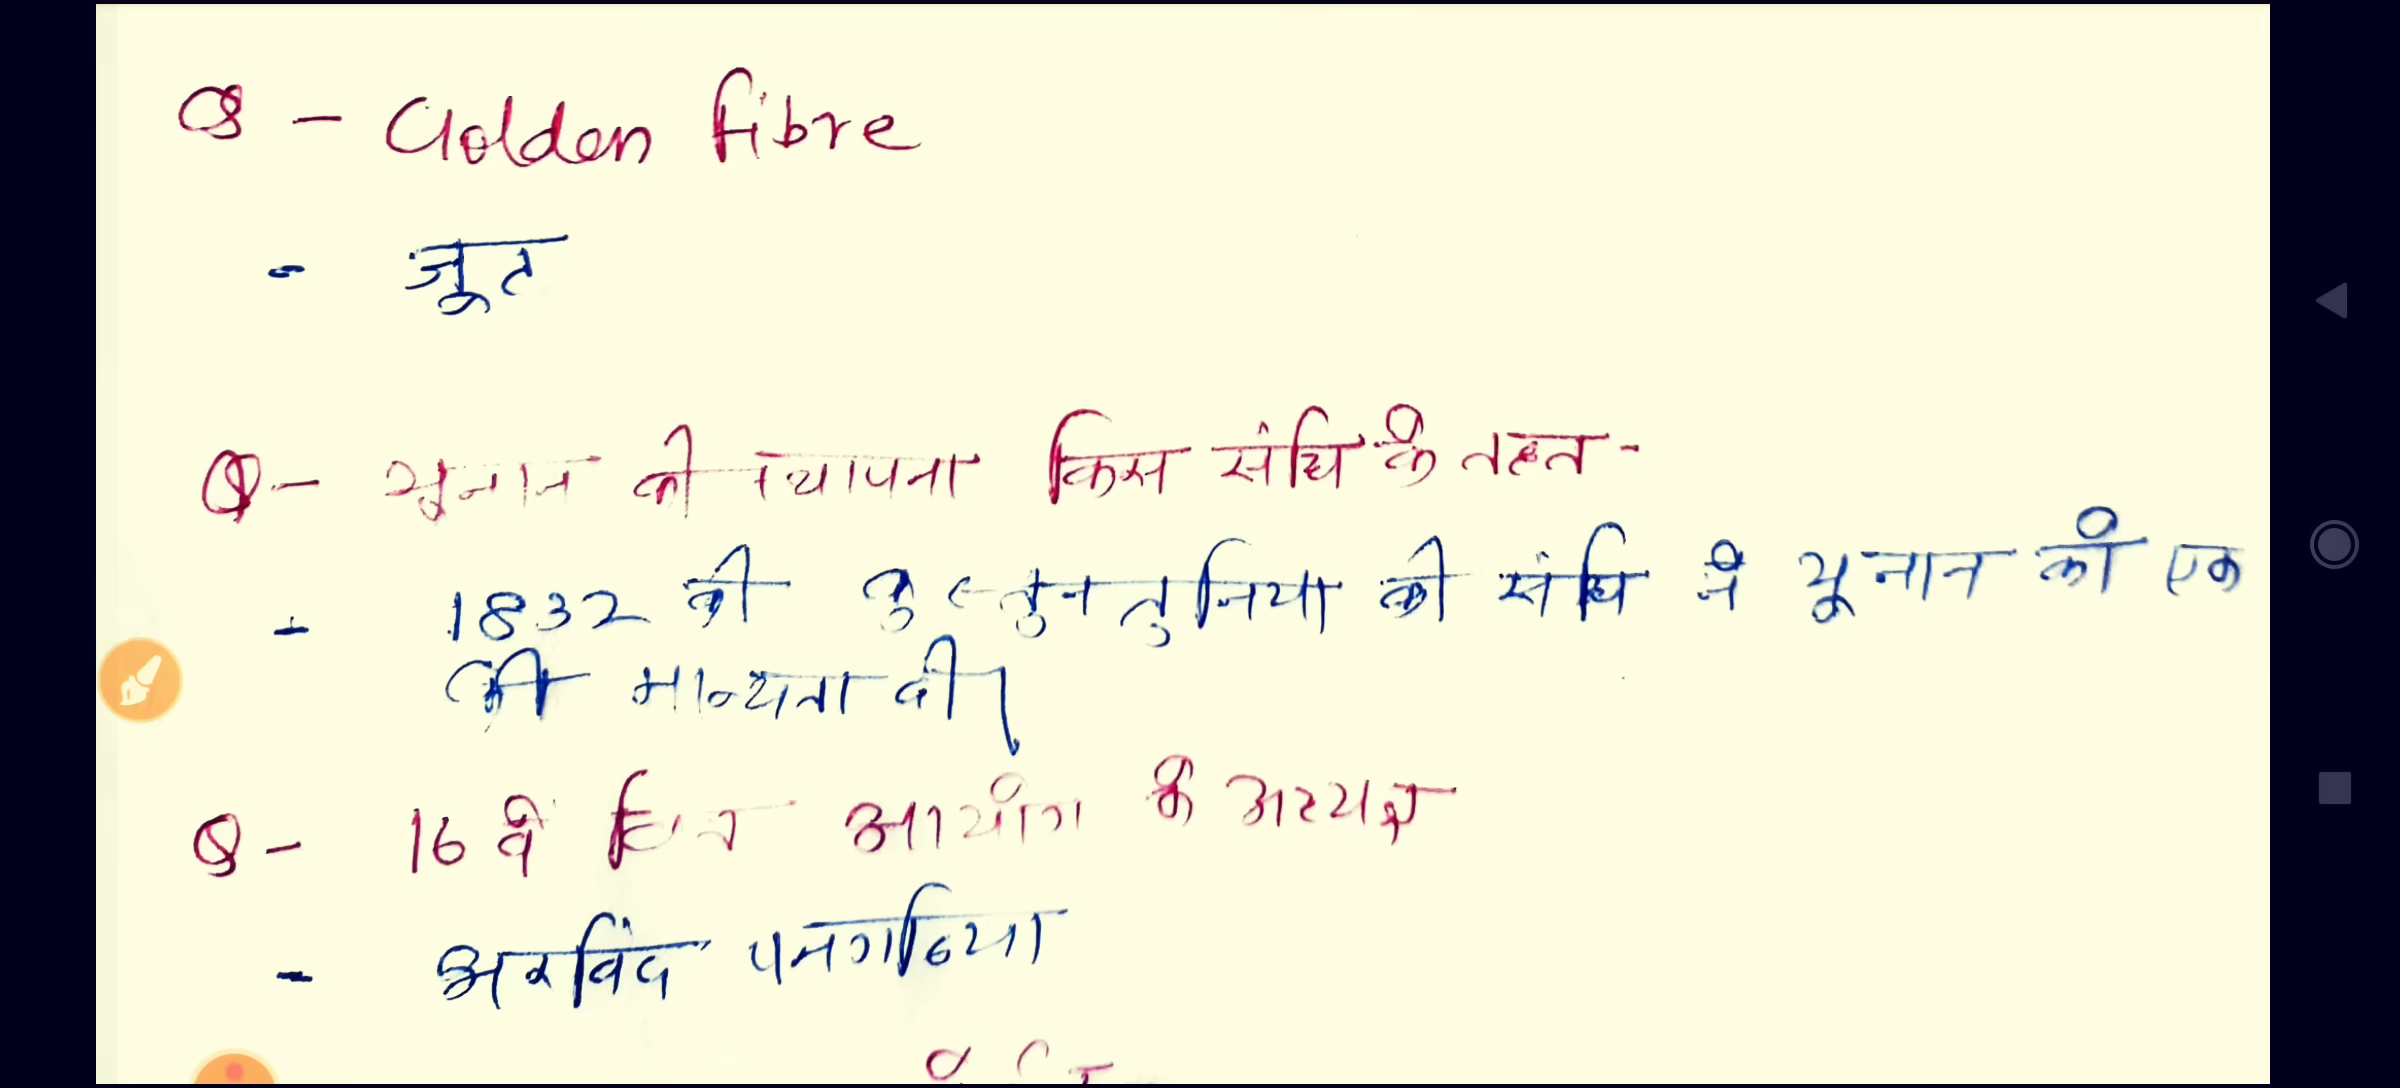 Q - Golden fibre
- जूट
Q - यूनान की स्थापना किस संधि के तहत -
- 1832 की कुस्तुनतुनिया की संधि ने यूनान को एक
की मान्यता दी।
Q - 16 वे वित्त आयोग के अध्यक्ष
- अरविंद पनगढिया